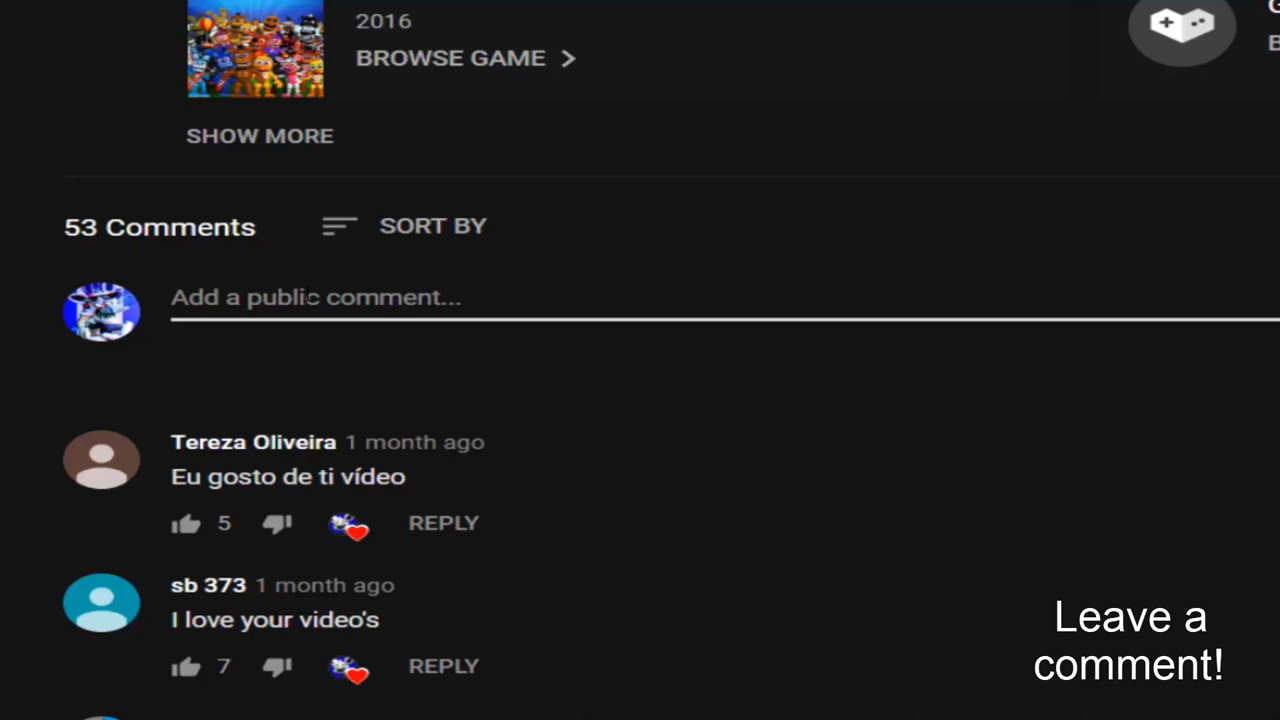 2016
BROWSE GAME
SHOW MORE
53 Comments
SORT BY
Add a public comment...
Tereza Oliveira 1 month ago
Eu gosto de ti vídeo
5
REPLY
sb 373 1 month ago
I love your video's
7
REPLY
Leave a
comment!